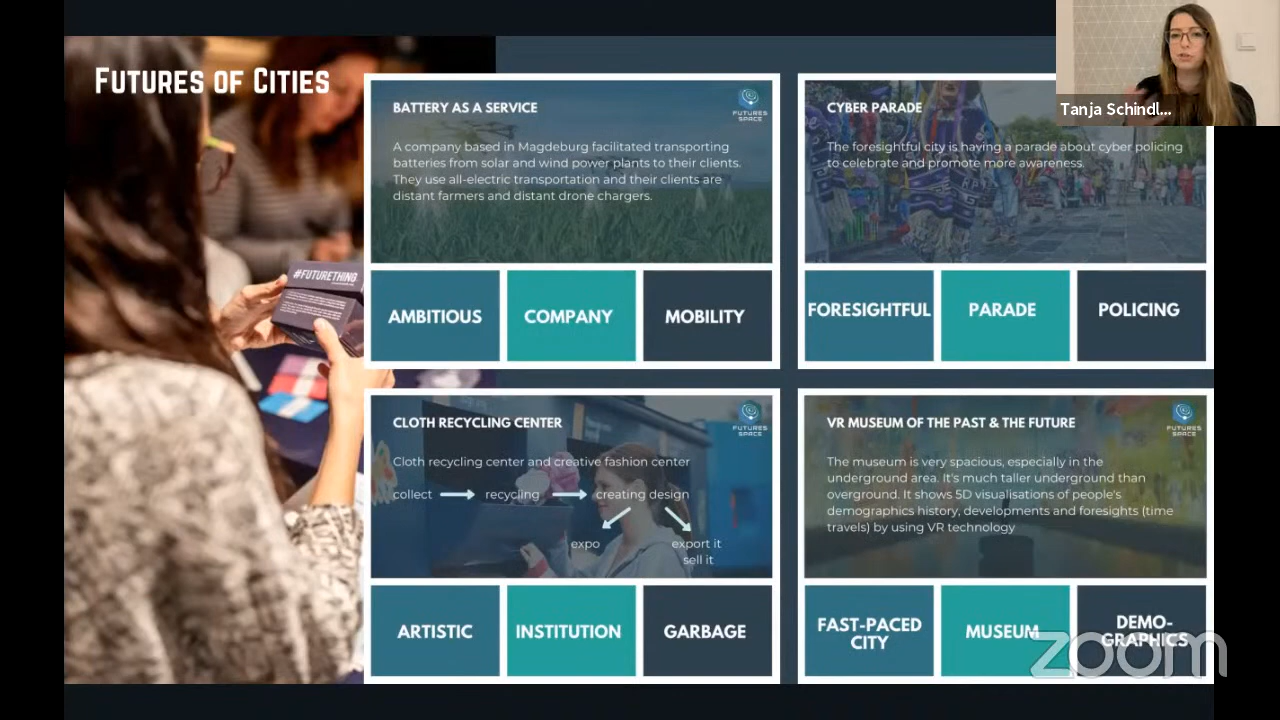 FUTURES OF CITIES
Tanja Schindl...
#FUTURETHING
BATTERY AS A SERVICE
FUTURES
SPACE
A company based in Magdeburg facilitated transporting
batteries from solar and wind power plants to their clients.
They use all-electric transportation and their clients are
distant farmers and distant drone chargers.
AMBITIOUS
COMPANY
MOBILITY
CYBER PARADE
The foresightful city is having a parade about cyber policing
to celebrate and promote more awareness.
FORESIGHTFUL
PARADE
POLICING
CLOTH RECYCLING CENTER
FUTURES
SPACE
Cloth recycling center and creative fashion center
collect
recycling
creating design
expo
export it
sell it
ARTISTIC
INSTITUTION
GARBAGE
VR MUSEUM OF THE PAST & THE FUTURE
FUTURES
SPACE
The museum is very spacious, especially in the
underground area. It's much taller underground than
overground. It shows 5D visualisations of people's
demographics history, developments and foresights (time
travels) by using VR technology
FAST-PACED
CITY
MUSEUM
DEMO-
GRAPHICS
zoom